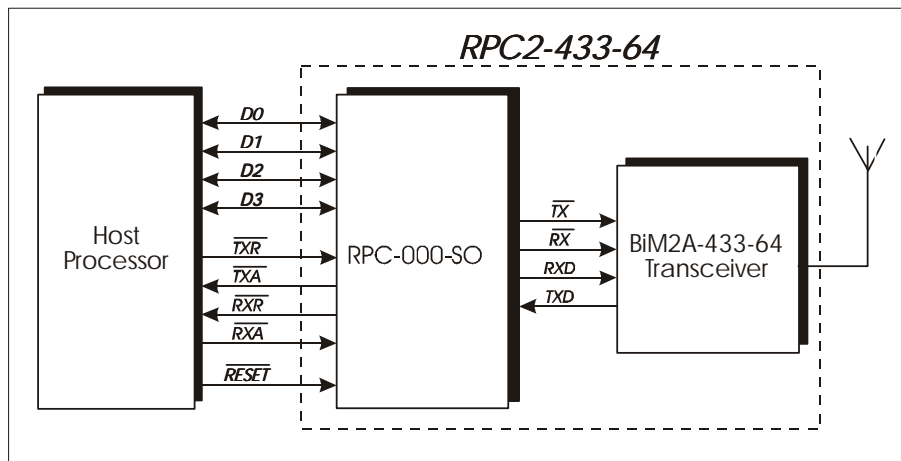 RPC2-433-64
Host
Processor
D0
D1
D2
D3
TXR
TXA
RXR
RXA
RESET
RPC-000-SO
TX
RX
RXD
TXD
BiM2A-433-64
Transceiver